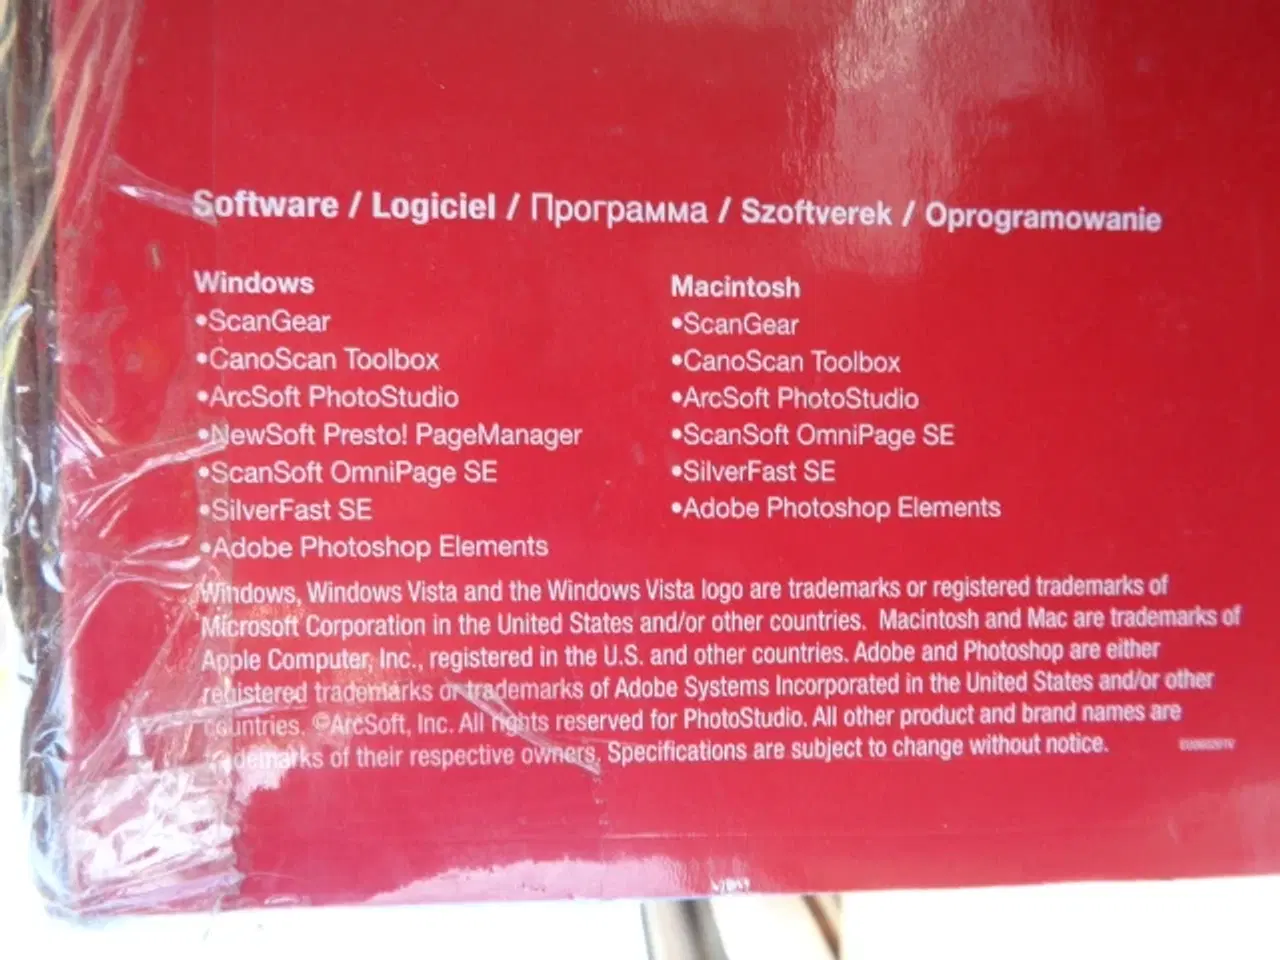 Software / Logiciel / Программа / Szoftverek / Oprogramowanie
Windows
•ScanGear
•CanoScan Toolbox
•ArcSoft PhotoStudio
•NewSoft Presto! PageManager
•ScanSoft OmniPage SE
•SilverFast SE
•Adobe Photoshop Elements
Macintosh
•ScanGear
•CanoScan Toolbox
•ArcSoft PhotoStudio
•ScanSoft OmniPage SE
•SilverFast SE
•Adobe Photoshop Elements
Windows, Windows Vista and the Windows Vista logo are trademarks or registered trademarks of
Microsoft Corporation in the United States and/or other countries. Macintosh and Mac are trademarks of
Apple Computer, Inc., registered in the U.S. and other countries. Adobe and Photoshop are either
registered trademarks or trademarks of Adobe Systems Incorporated in the United States and/or other
countries. ©ArcSoft, Inc. All rights reserved for PhotoStudio. All other product and brand names are
trademarks of their respective owners. Specifications are subject to change without notice.